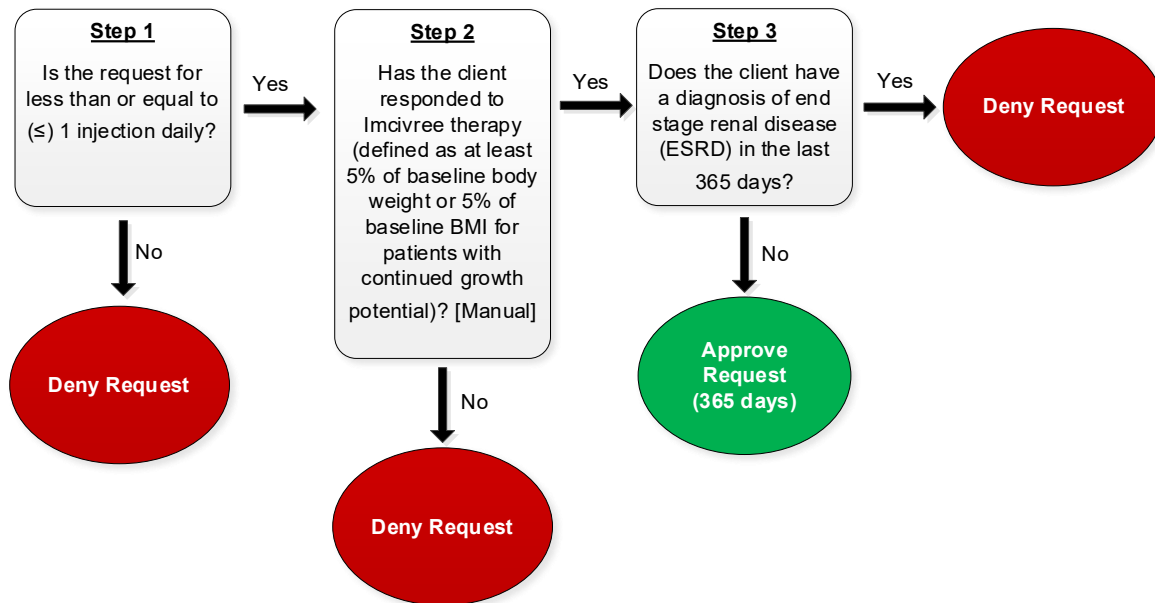 Step 1
Is the request for
less than or equal to
(≤) 1 injection daily?
Yes
No
Deny Request
Step 2
Has the client
responded to
Imcivree therapy
(defined as at least
5% of baseline body
weight or 5% of
baseline BMI for
patients with
continued growth
potential)? [Manual]
Yes
No
Deny Request
Step 3
Does the client have
a diagnosis of end
stage renal disease
(ESRD) in the last
365 days?
Yes
Deny Request
No
Approve
Request
(365 days)